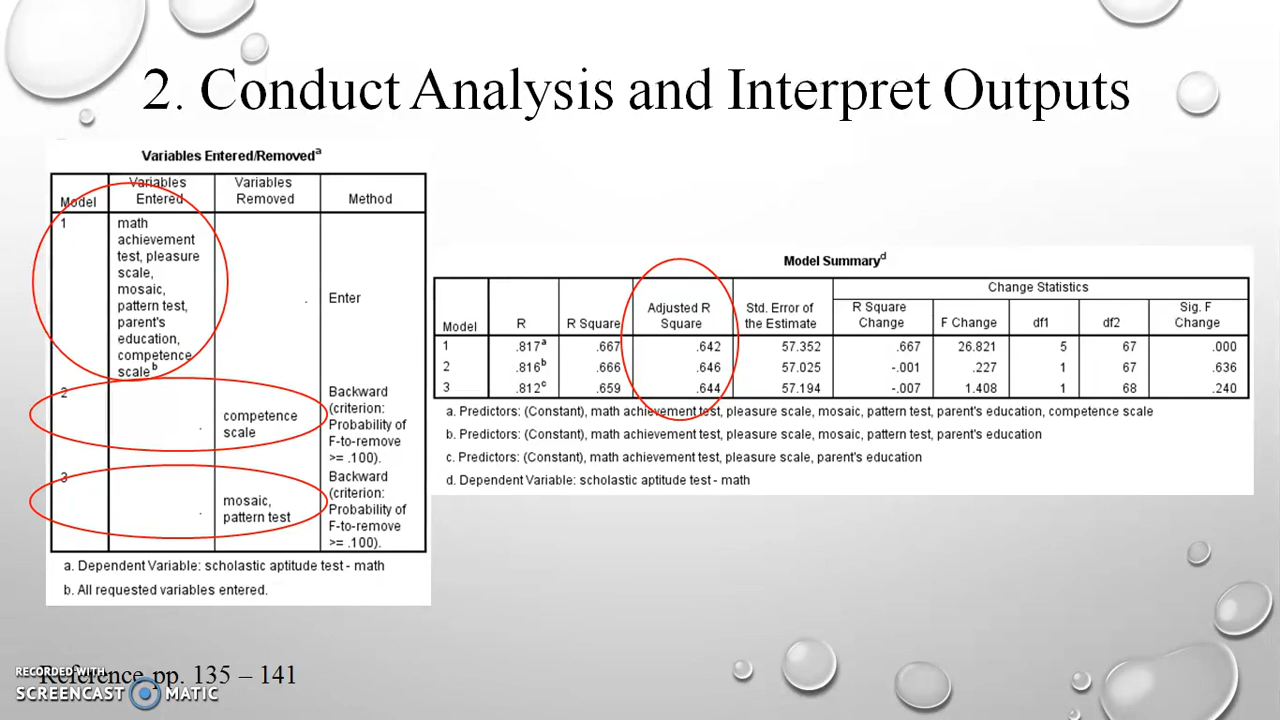 2. Conduct Analysis and Interpret Outputs
Variables Entered/Removedᵃ
Model Variables Entered Variables Removed Method
1 math achievement test, pleasure scale, mosaic, pattern test, parent's education, competence scaleᵇ . Enter
2 . competence scale Backward (criterion: Probability of F-to-remove >= .100).
3 . mosaic, pattern test Backward (criterion: Probability of F-to-remove >= .100).
a. Dependent Variable: scholastic aptitude test - math
b. All requested variables entered.
Model Summaryᵈ
Change Statistics
Model R R Square Adjusted R Square Std. Error of the Estimate R Square Change F Change df1 df2 Sig. F Change
1 .817ᵃ .667 .642 57.352 .667 26.821 5 67 .000
2 .816ᵇ .666 .646 57.025 -.001 .227 1 67 .636
3 .812ᶜ .659 .644 57.194 -.007 1.408 1 68 .240
a. Predictors: (Constant), math achievement test, pleasure scale, mosaic, pattern test, parent's education, competence scale
b. Predictors: (Constant), math achievement test, pleasure scale, mosaic, pattern test, parent's education
c. Predictors: (Constant), math achievement test, pleasure scale, parent's education
d. Dependent Variable: scholastic aptitude test - math
Reference pp. 135 – 141
RECORDED WITH
SCREENCAST MATIC